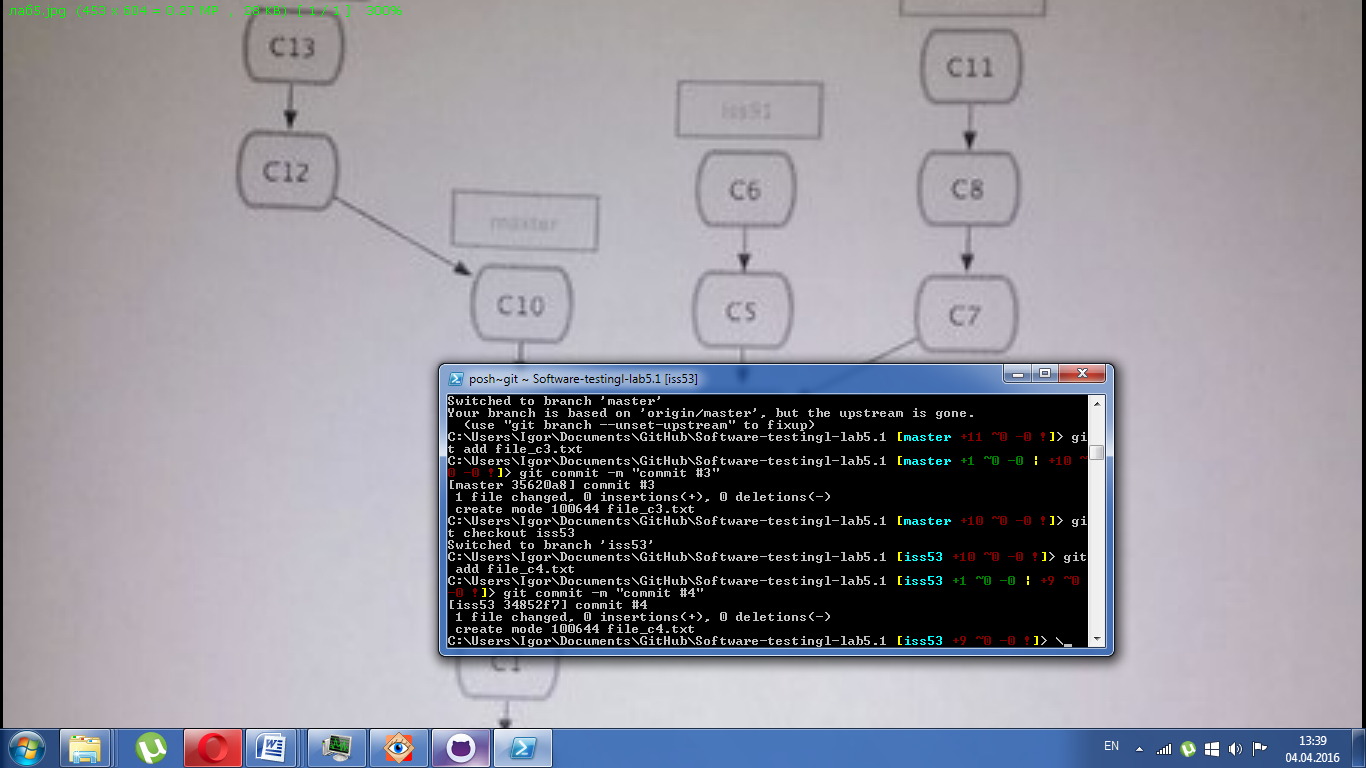 C13
C11
iss91
C12
C6
C8
master
C10
C5
C7
posh~git ~ Software-testingl-lab5.1 [iss53]
Switched to branch 'master'
Your branch is based on 'origin/master', but the upstream is gone.
(use "git branch --unset-upstream" to fixup)
C:\Users\Igor\Documents\GitHub\Software-testingl-lab5.1 [master +11 ~0 -0 !]> gi
t add file_c3.txt
C:\Users\Igor\Documents\GitHub\Software-testingl-lab5.1 [master +1 ~0 -0 | +10 ~
0 -0 !]> git commit -m "commit #3"
[master 35620a8] commit #3
1 file changed, 0 insertions(+), 0 deletions(-)
create mode 100644 file_c3.txt
C:\Users\Igor\Documents\GitHub\Software-testingl-lab5.1 [master +10 ~0 -0 !]> gi
t checkout iss53
Switched to branch 'iss53'
C:\Users\Igor\Documents\GitHub\Software-testingl-lab5.1 [iss53 +10 ~0 -0 !]> git
add file_c4.txt
C:\Users\Igor\Documents\GitHub\Software-testingl-lab5.1 [iss53 +1 ~0 -0 | +9 ~0
-0 !]> git commit -m "commit #4"
[iss53 34852f7] commit #4
1 file changed, 0 insertions(+), 0 deletions(-)
create mode 100644 file_c4.txt
C:\Users\Igor\Documents\GitHub\Software-testingl-lab5.1 [iss53 +9 ~0 -0 !]> \_
C1
EN
13:39
04.04.2016